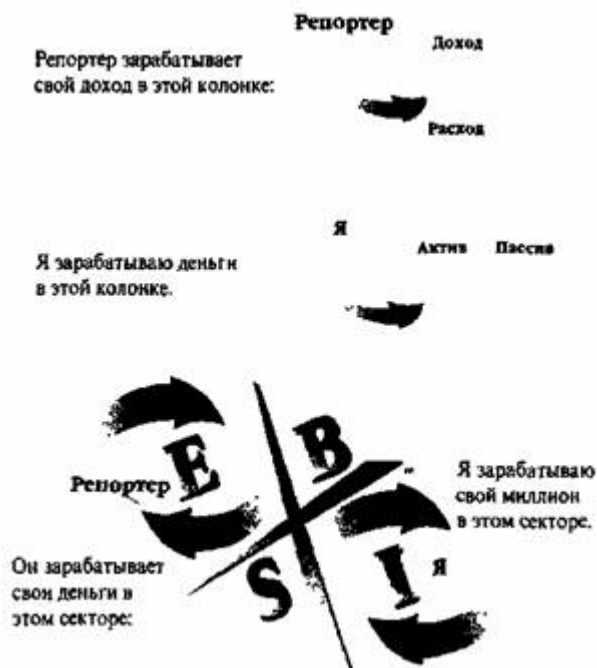 Репортер
Доход
Репортер зарабатывает
свой доход в этой колонке:
Расход
Я
Актив Пассив
Я зарабатываю деньги
в этой колонке.
E
B
Репортер
Я зарабатываю
свой миллион
в этом секторе.
Он зарабатывает
свои деньги в
этом секторе:
S
I
Я